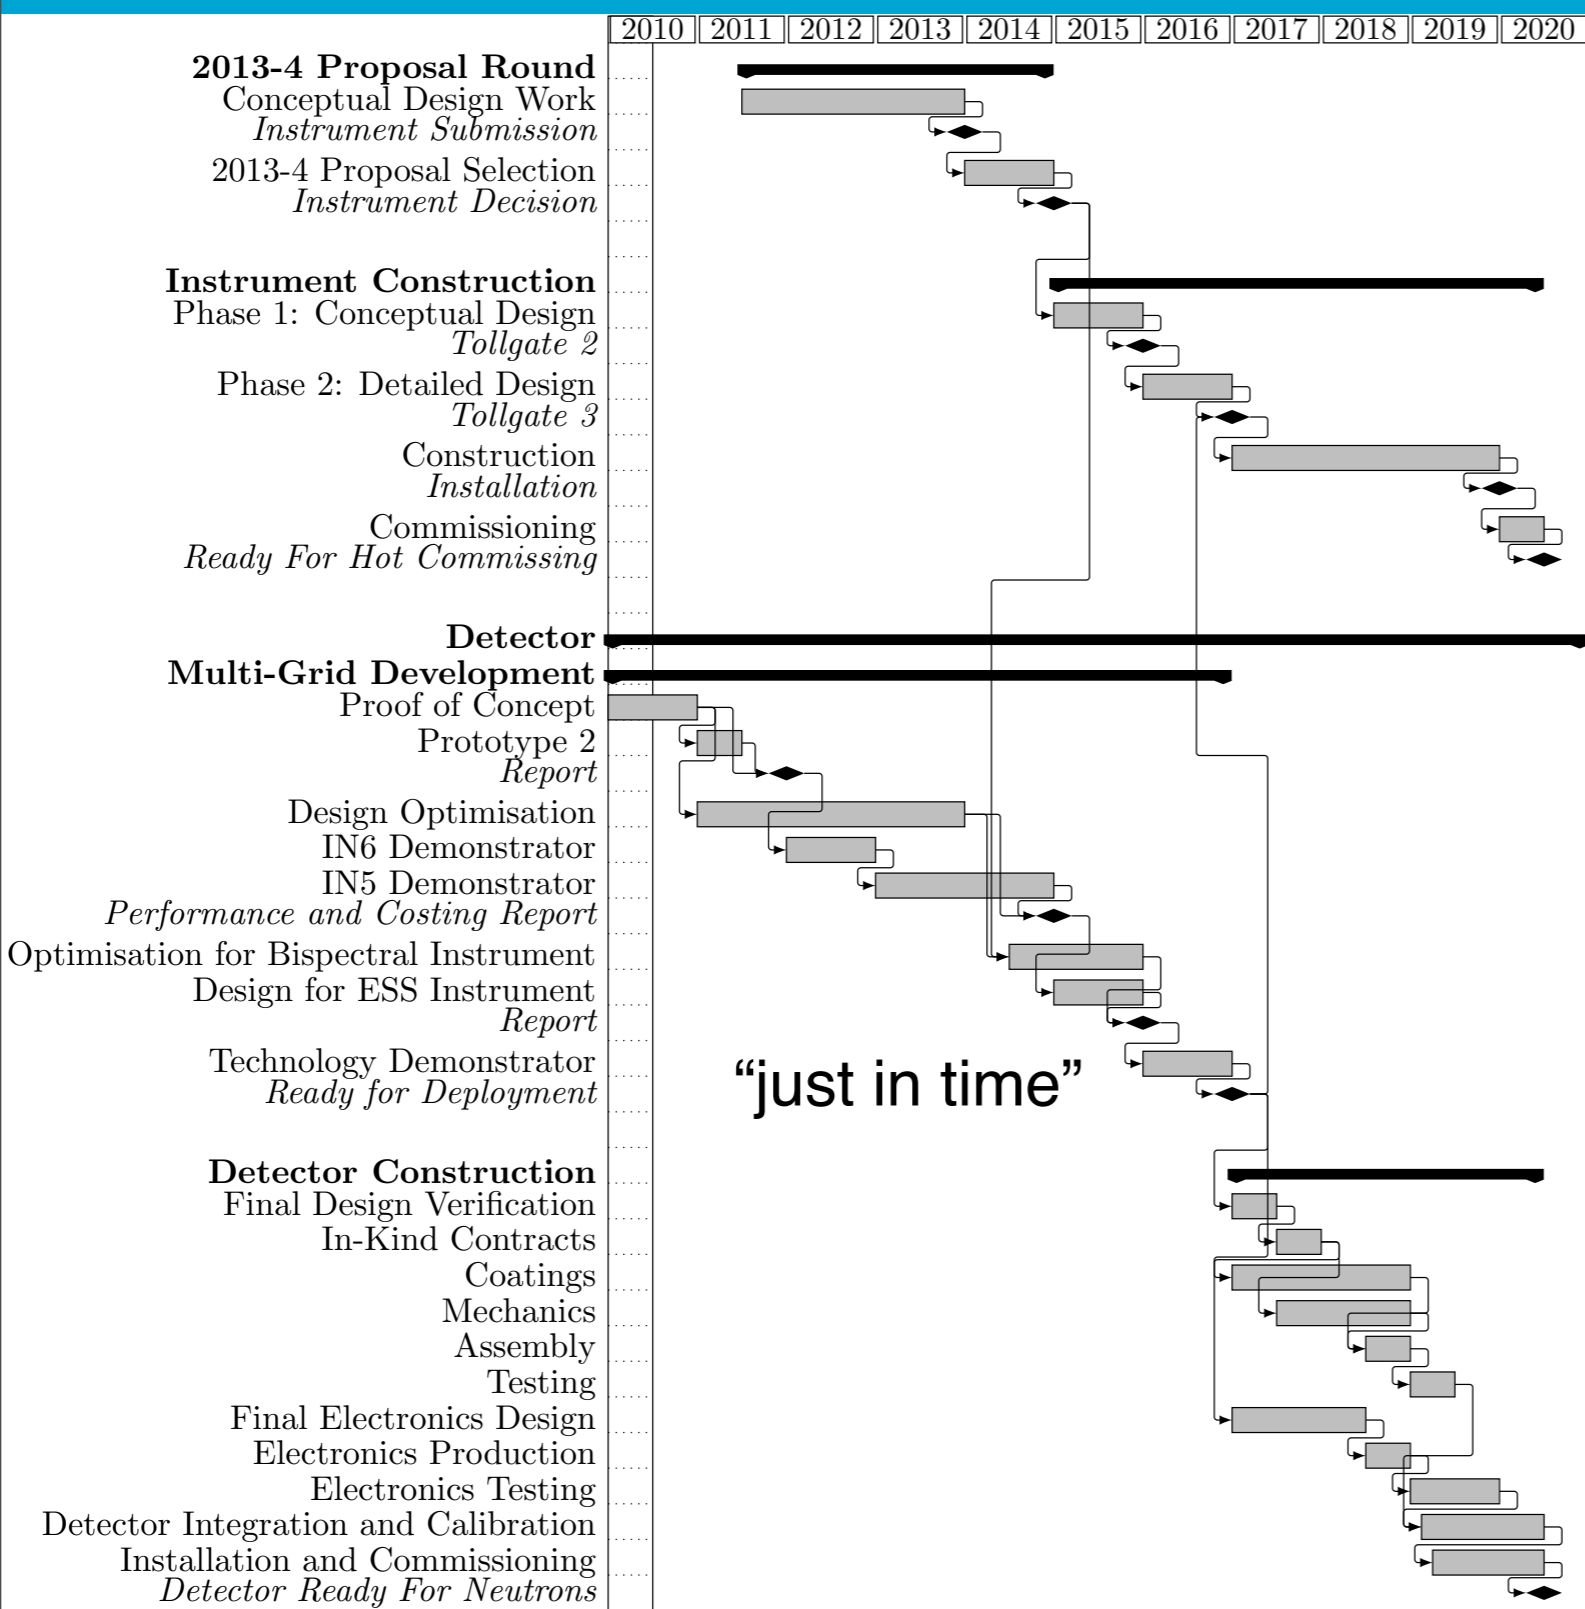 2010 2011 2012 2013 2014 2015 2016 2017 2018 2019 2020
2013-4 Proposal Round
Conceptual Design Work
Instrument Submission
2013-4 Proposal Selection
Instrument Decision
Instrument Construction
Phase 1: Conceptual Design
Tollgate 2
Phase 2: Detailed Design
Tollgate 3
Construction
Installation
Commissioning
Ready For Hot Commissing
Detector
Multi-Grid Development
Proof of Concept
Prototype 2
Report
Design Optimisation
IN6 Demonstrator
IN5 Demonstrator
Performance and Costing Report
Optimisation for Bispectral Instrument
Design for ESS Instrument
Report
Technology Demonstrator
“just in time”
Ready for Deployment
Detector Construction
Final Design Verification
In-Kind Contracts
Coatings
Mechanics
Assembly
Testing
Final Electronics Design
Electronics Production
Electronics Testing
Detector Integration and Calibration
Installation and Commissioning
Detector Ready For Neutrons